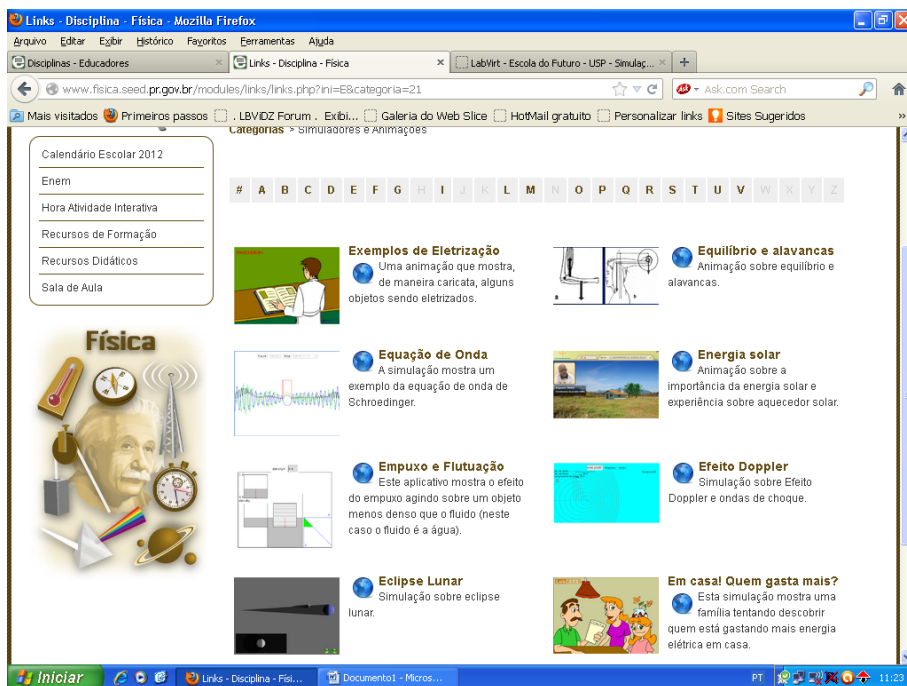 Links - Disciplina - Física - Mozilla Firefox
Arquivo Editar Exibir Histórico Favoritos Ferramentas Ajuda
Disciplinas - Educadores
Links - Disciplina - Física
LabVirt - Escola do Futuro - USP - Simulaç...
www.fisica.seed.pr.gov.br/modules/links/links.php?ini=E&categoria=21
Ask.com Search
Mais visitados Primeiros passos . LBViDZ Forum . Exibi... Galeria do Web Slice HotMail gratuito Personalizar links Sites Sugeridos »
Categorias > Simuladores e Animações
Calendário Escolar 2012
Enem
Hora Atividade Interativa
Recursos de Formação
Recursos Didáticos
Sala de Aula
Física
# A B C D E F G H I J K L M N O P Q R S T U V W X Y Z
Exemplos de Eletrização
Uma animação que mostra,
de maneira caricata, alguns
objetos sendo eletrizados.
Equilíbrio e alavancas
Animação sobre equilíbrio e
alavancas.
Equação de Onda
A simulação mostra um
exemplo da equação de onda de
Schroedinger.
Energia solar
Animação sobre a
importância da energia solar e
experiência sobre aquecedor solar.
Empuxo e Flutuação
Este aplicativo mostra o efeito
do empuxo agindo sobre um objeto
menos denso que o fluido (neste
caso o fluido é a água).
Efeito Doppler
Simulação sobre Efeito
Doppler e ondas de choque.
Eclipse Lunar
Simulação sobre eclipse
lunar.
Em casa! Quem gasta mais?
Esta simulação mostra uma
família tentando descobrir
quem está gastando mais energia
elétrica em casa.
Iniciar
Links - Disciplina - Físi...
Documento1 - Micros...
PT
11:23